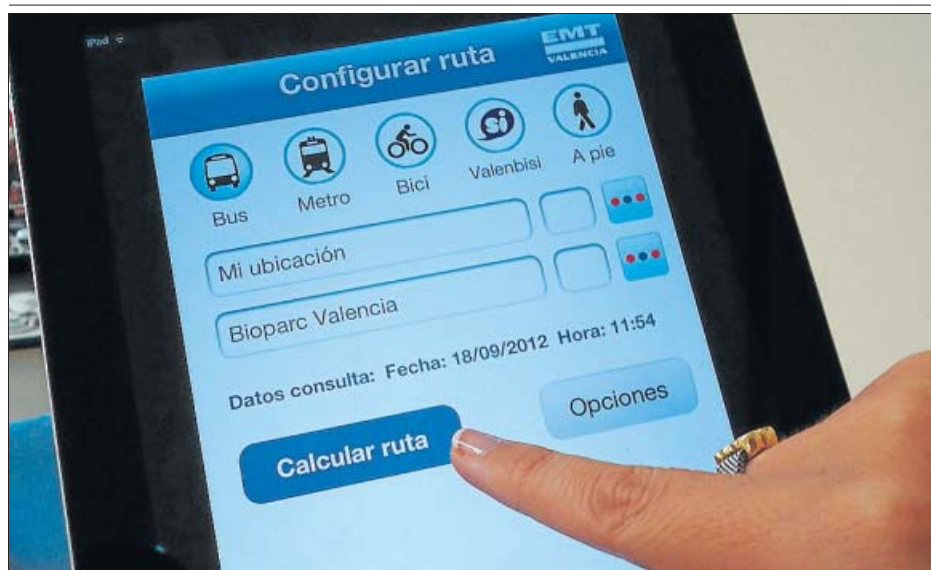 iPad
Configurar ruta
EMT
VALENCIA
Bus
Metro
Bici
si
Valenbisi
A pie
Mi ubicación
Bioparc Valencia
Datos consulta: Fecha: 18/09/2012 Hora: 11:54
Calcular ruta
Opciones